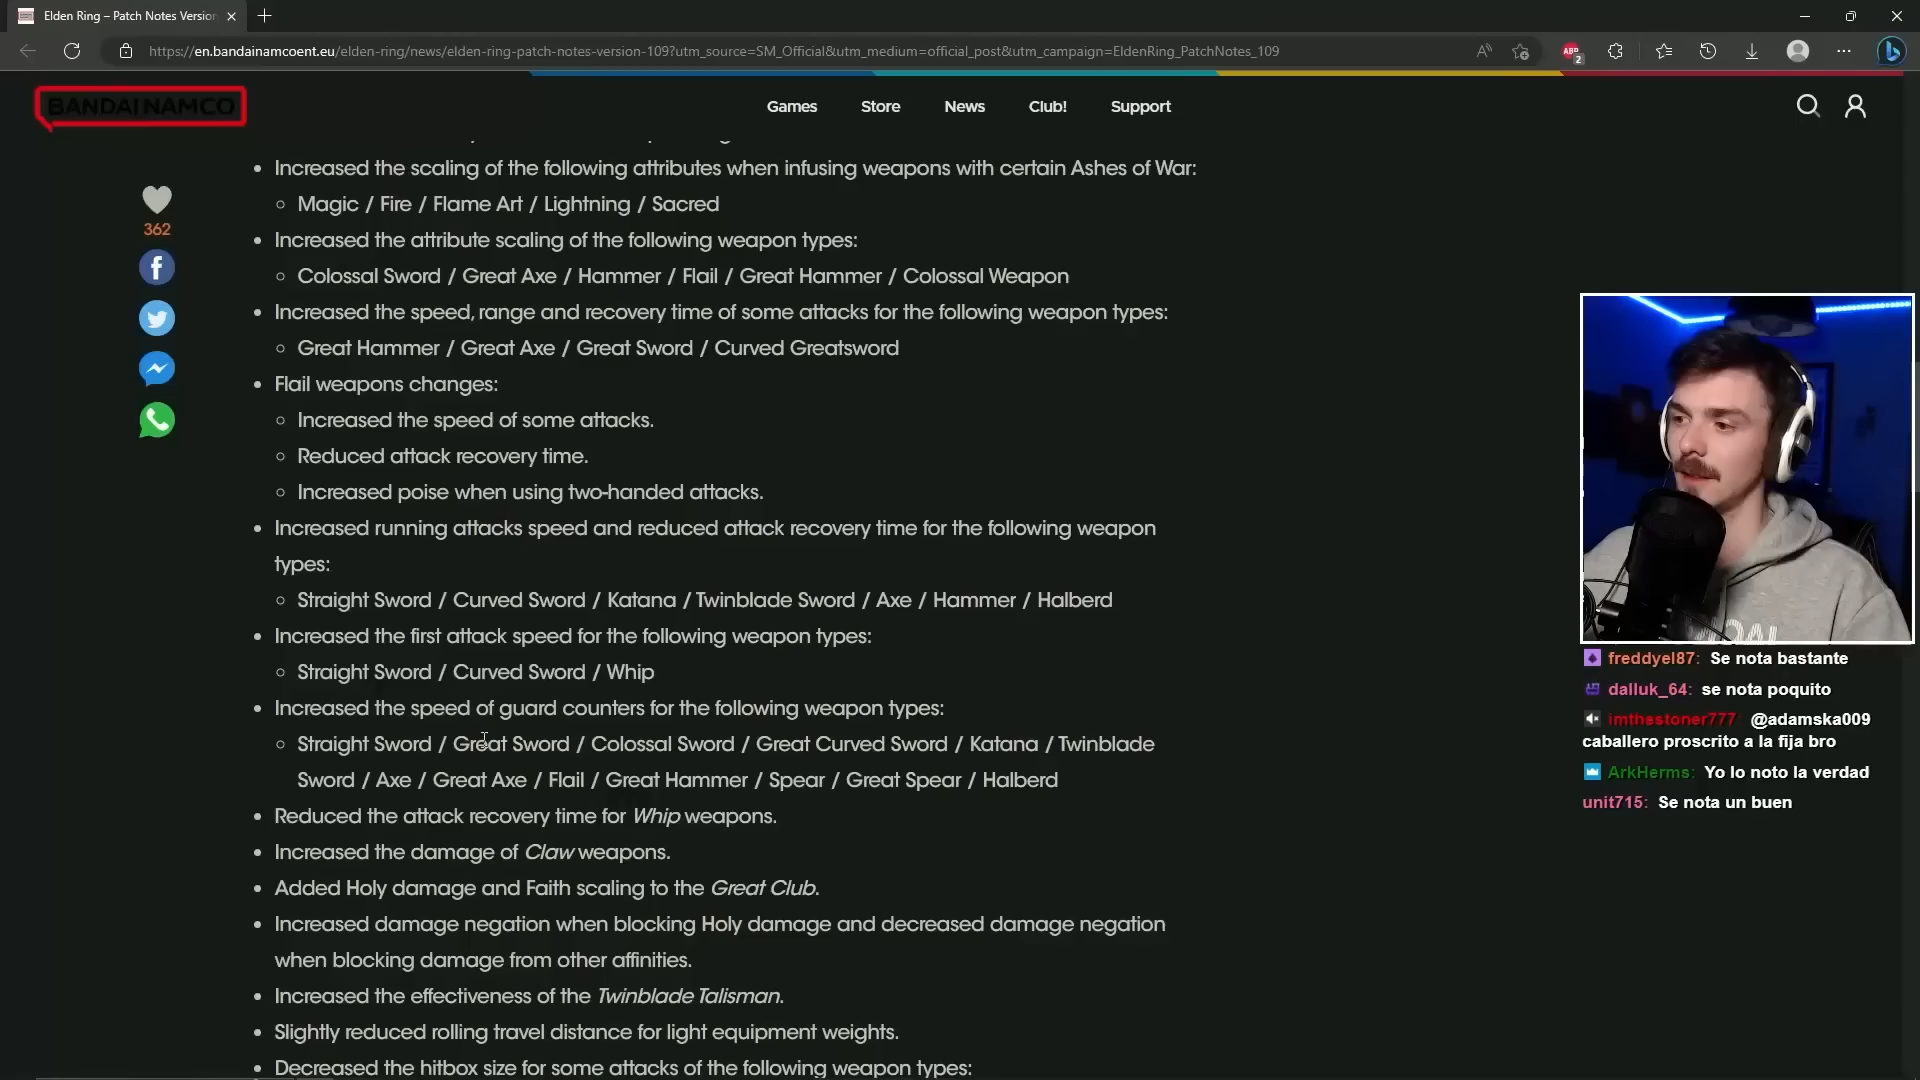 Elden Ring – Patch Notes Versio
https://en.bandainamcoent.eu/elden-ring/news/elden-ring-patch-notes-version-109?utm_source=SM_Official&utm_medium=official_post&utm_campaign=EldenRing_PatchNotes_109
ABP
2
BANDAI NAMCO
Games Store News Club! Support
Increased the scaling of the following attributes when infusing weapons with certain Ashes of War:
Magic / Fire / Flame Art / Lightning / Sacred
362
Increased the attribute scaling of the following weapon types:
Colossal Sword / Great Axe / Hammer / Flail / Great Hammer / Colossal Weapon
Increased the speed, range and recovery time of some attacks for the following weapon types:
Great Hammer / Great Axe / Great Sword / Curved Greatsword
Flail weapons changes:
Increased the speed of some attacks.
Reduced attack recovery time.
Increased poise when using two-handed attacks.
Increased running attacks speed and reduced attack recovery time for the following weapon
types:
Straight Sword / Curved Sword / Katana / Twinblade Sword / Axe / Hammer / Halberd
Increased the first attack speed for the following weapon types:
Straight Sword / Curved Sword / Whip
Increased the speed of guard counters for the following weapon types:
Straight Sword / Great Sword / Colossal Sword / Great Curved Sword / Katana / Twinblade
Sword / Axe / Great Axe / Flail / Great Hammer / Spear / Great Spear / Halberd
Reduced the attack recovery time for Whip weapons.
Increased the damage of Claw weapons.
Added Holy damage and Faith scaling to the Great Club.
Increased damage negation when blocking Holy damage and decreased damage negation
when blocking damage from other affinities.
Increased the effectiveness of the Twinblade Talisman.
Slightly reduced rolling travel distance for light equipment weights.
Decreased the hitbox size for some attacks of the following weapon types:
freddyel87: Se nota bastante
dalluk_64: se nota poquito
imthestoner777: @adamska009
caballero proscrito a la fija bro
ArkHerms: Yo lo noto la verdad
unit715: Se nota un buen